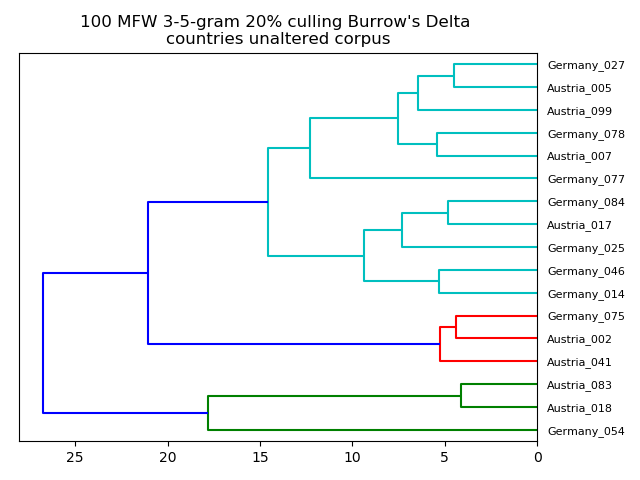 100 MFW 3-5-gram 20% culling Burrow's Delta
countries unaltered corpus
Germany_027
Austria_005
Austria_099
Germany_078
Austria_007
Germany_077
Germany_084
Austria_017
Germany_025
Germany_046
Germany_014
Germany_075
Austria_002
Austria_041
Austria_083
Austria_018
Germany_054
25 20 15 10 5 0